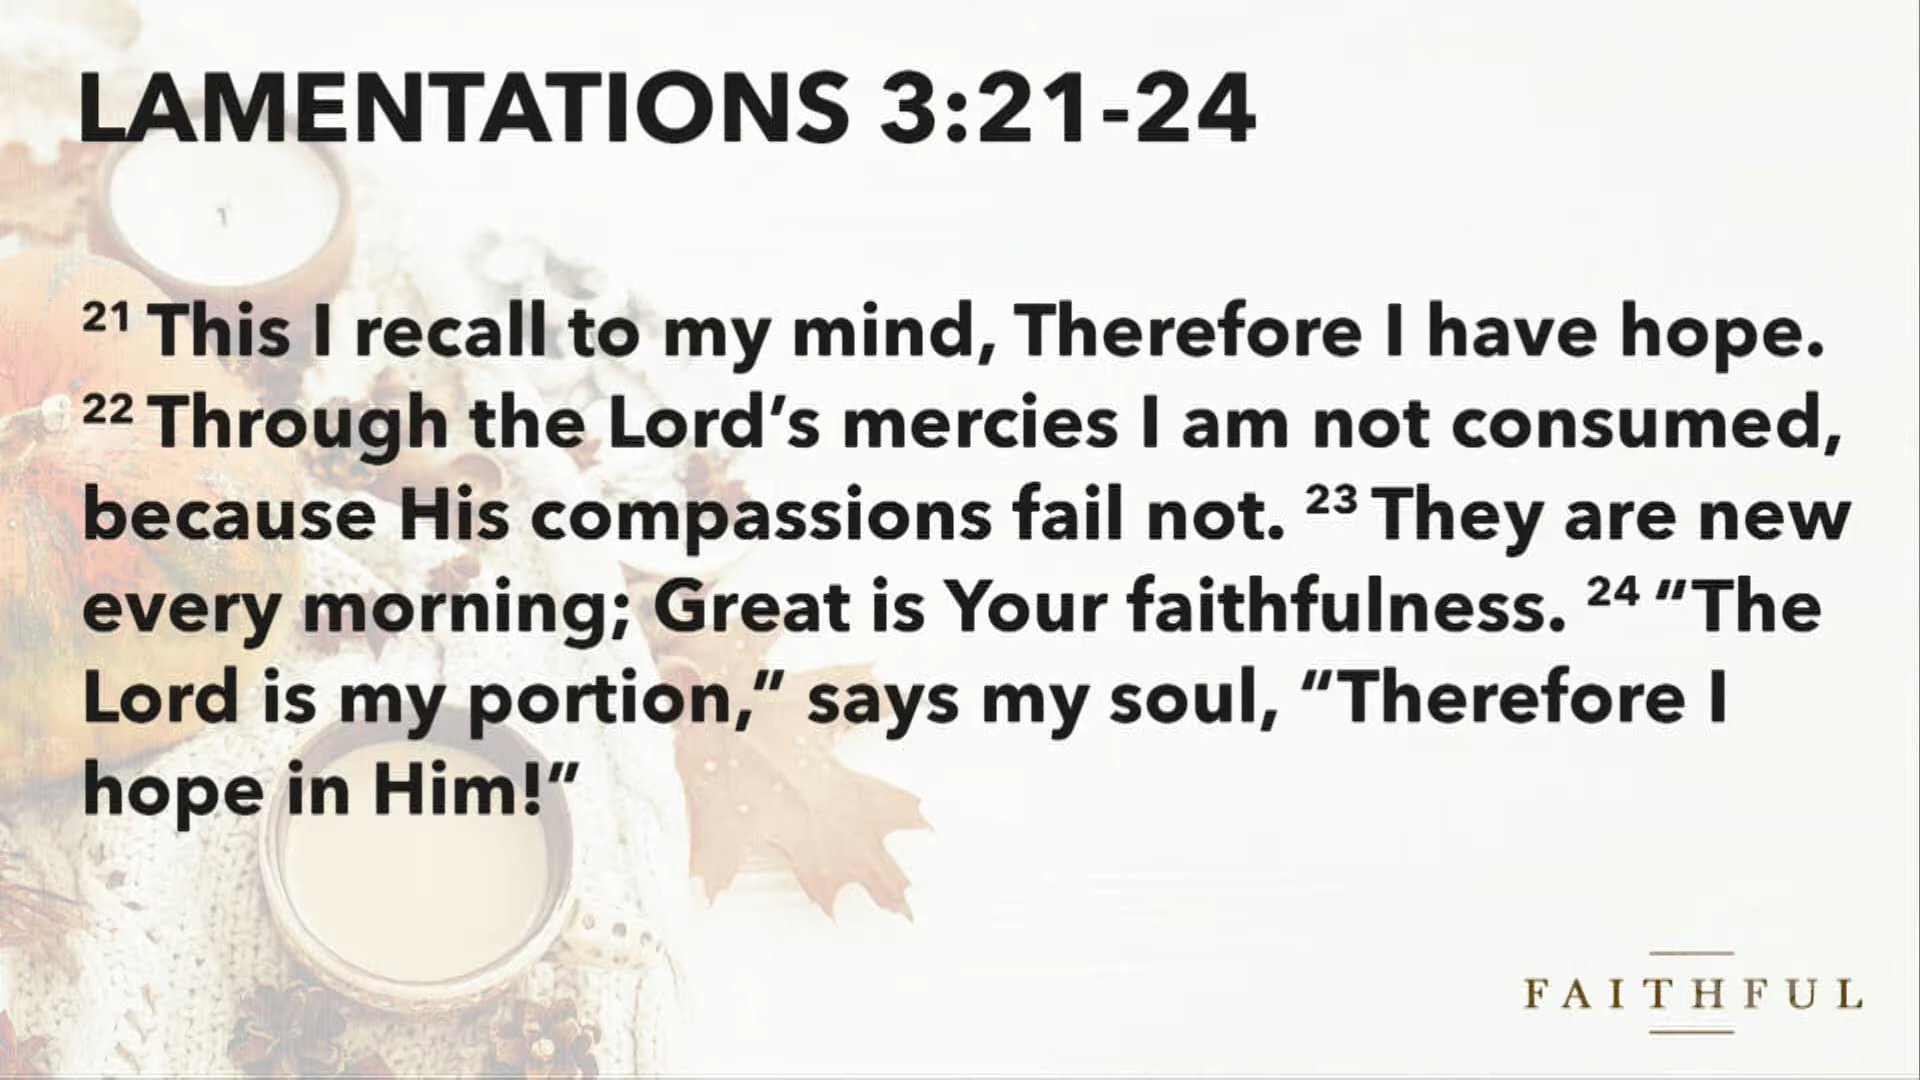 LAMENTATIONS 3:21-24
21 This I recall to my mind, Therefore I have hope.
22 Through the Lord’s mercies I am not consumed,
because His compassions fail not. 23 They are new
every morning; Great is Your faithfulness. 24 “The
Lord is my portion,” says my soul, “Therefore I
hope in Him!”
FAITHFUL